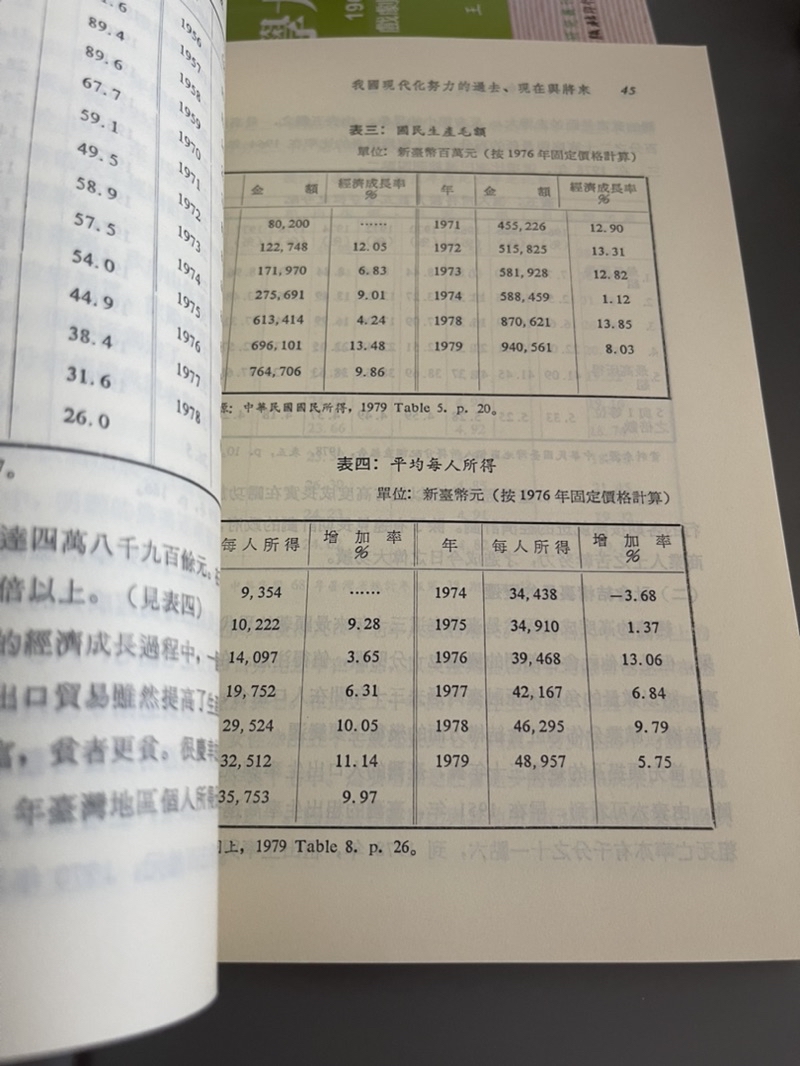 學
198
王
89.4 1956
89.6 1957
67.7 1958
59.1 1959
49.5 1970
58.9 1971
57.5 1972
54.0 1973
44.9 1974
38.4 1975
31.6 1976
26.0 1977
1978
達四萬八千九百餘元。
倍以上。(見表四)
的經濟成長過程中,一
出口貿易雖然提高了生
富,貧者更貧。很慶幸
年臺灣地區個人所得
我國現代化努力的過去、現在與將來 45
表三:國民生產毛額
單位:新臺幣百萬元(按1976年固定價格計算)
金 額 經濟成長率% 年 金 額 經濟成長率%
80,200 …… 1971 455,226 12.90
122,748 12.05 1972 515,825 13.31
171,970 6.83 1973 581,928 12.82
275,691 9.01 1974 588,459 1.12
613,414 4.24 1978 870,621 13.85
696,101 13.48 1979 940,561 8.03
764,706 9.86
源:中華民國國民所得,1979 Table 5. p. 20。
表四:平均每人所得
單位:新臺幣元(按1976年固定價格計算)
每人所得 增加率% 年 每人所得 增加率%
9,354 …… 1974 34,438 −3.68
10,222 9.28 1975 34,910 1.37
14,097 3.65 1976 39,468 13.06
19,752 6.31 1977 42,167 6.84
29,524 10.05 1978 46,295 9.79
32,512 11.14 1979 48,957 5.75
35,753 9.97
同上,1979 Table 8. p. 26。